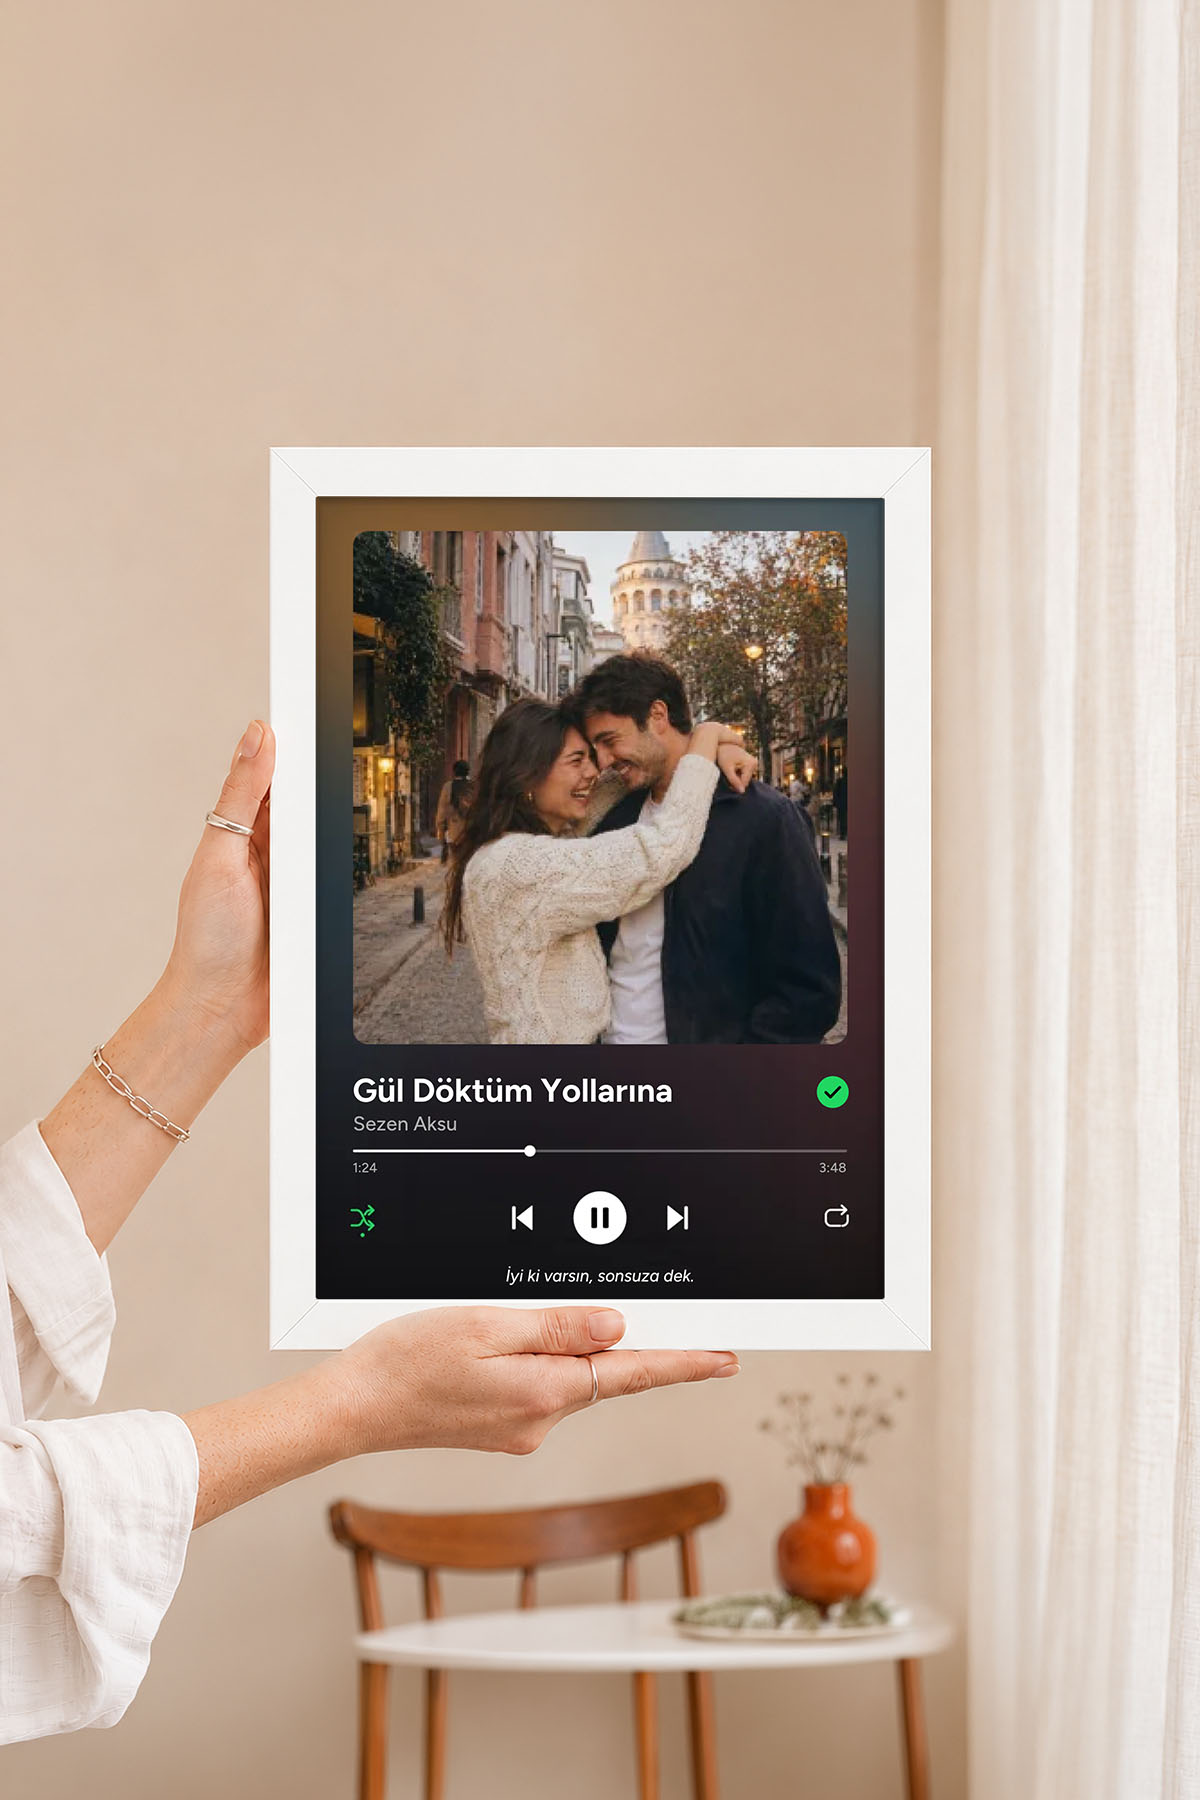 Gül Döktüm Yollarına
Sezen Aksu
1:24
3:48
İyi ki varsın, sonsuza dek.